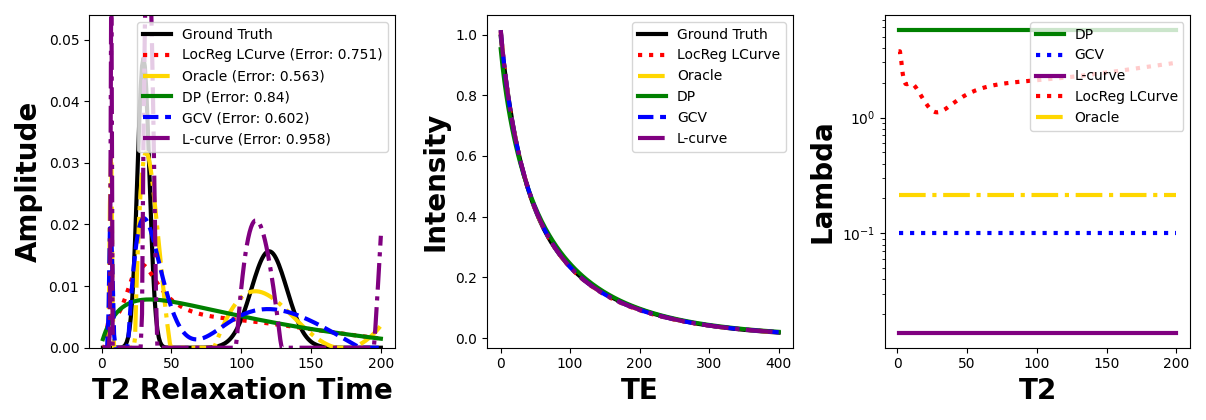 Amplitude
0.05
0.04
0.03
0.02
0.01
0.00
Ground Truth
LocReg LCurve (Error: 0.751)
Oracle (Error: 0.563)
DP (Error: 0.84)
GCV (Error: 0.602)
L-curve (Error: 0.958)
0 50 100 150 200
T2 Relaxation Time
Intensity
1.0
0.8
0.6
0.4
0.2
0.0
Ground Truth
LocReg LCurve
Oracle
DP
GCV
L-curve
0 100 200 300 400
TE
Lambda
10⁰
10⁻¹
DP
GCV
L-curve
LocReg LCurve
Oracle
0 50 100 150 200
T2